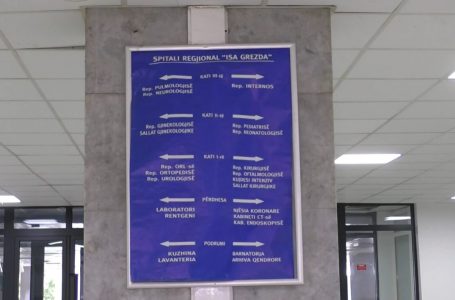 SPITALI REGJIONAL "ISA GREZDA"
KATI III-të
Rep. PULMOLOGJISË
Rep. NEUROLOGJISË
Rep. INTERNOS
KATI II-të
Rep. GJINEKOLOGJISË
SALLAT GJINEKOLOGJIKE
Rep. PEDIATRISË
Rep. NEONATOLOGJISË
KATI I-rë
Rep. ORL-së
Rep. ORTOPEDISË
Rep. UROLOGJISË
Rep. KIRURGJISË
Rep. OFTALMOLOGJISË
KUJDESI INTENZIV
SALLAT KIRURGJIKE
PËRDHESA
LABORATORI
RENTGENI
NJËSIA KORONARE
KABINETI CT-së
KAB. ENDOSKOPISË
PODRUMI
KUZHINA
LAVANTERIA
BARNATORJA
ARHIVA QENDRORE